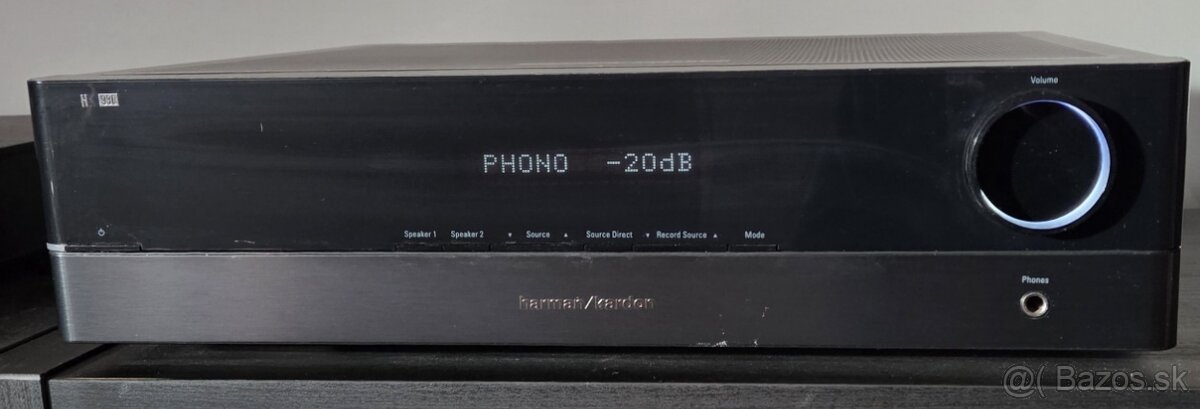 Volume
PHONO -20dB
Speaker 1 Speaker 2 ▼ Source ▲ Source Direct ▼ Record Source ▲ Mode
harman/kardon
Phones
@( Bazos.sk